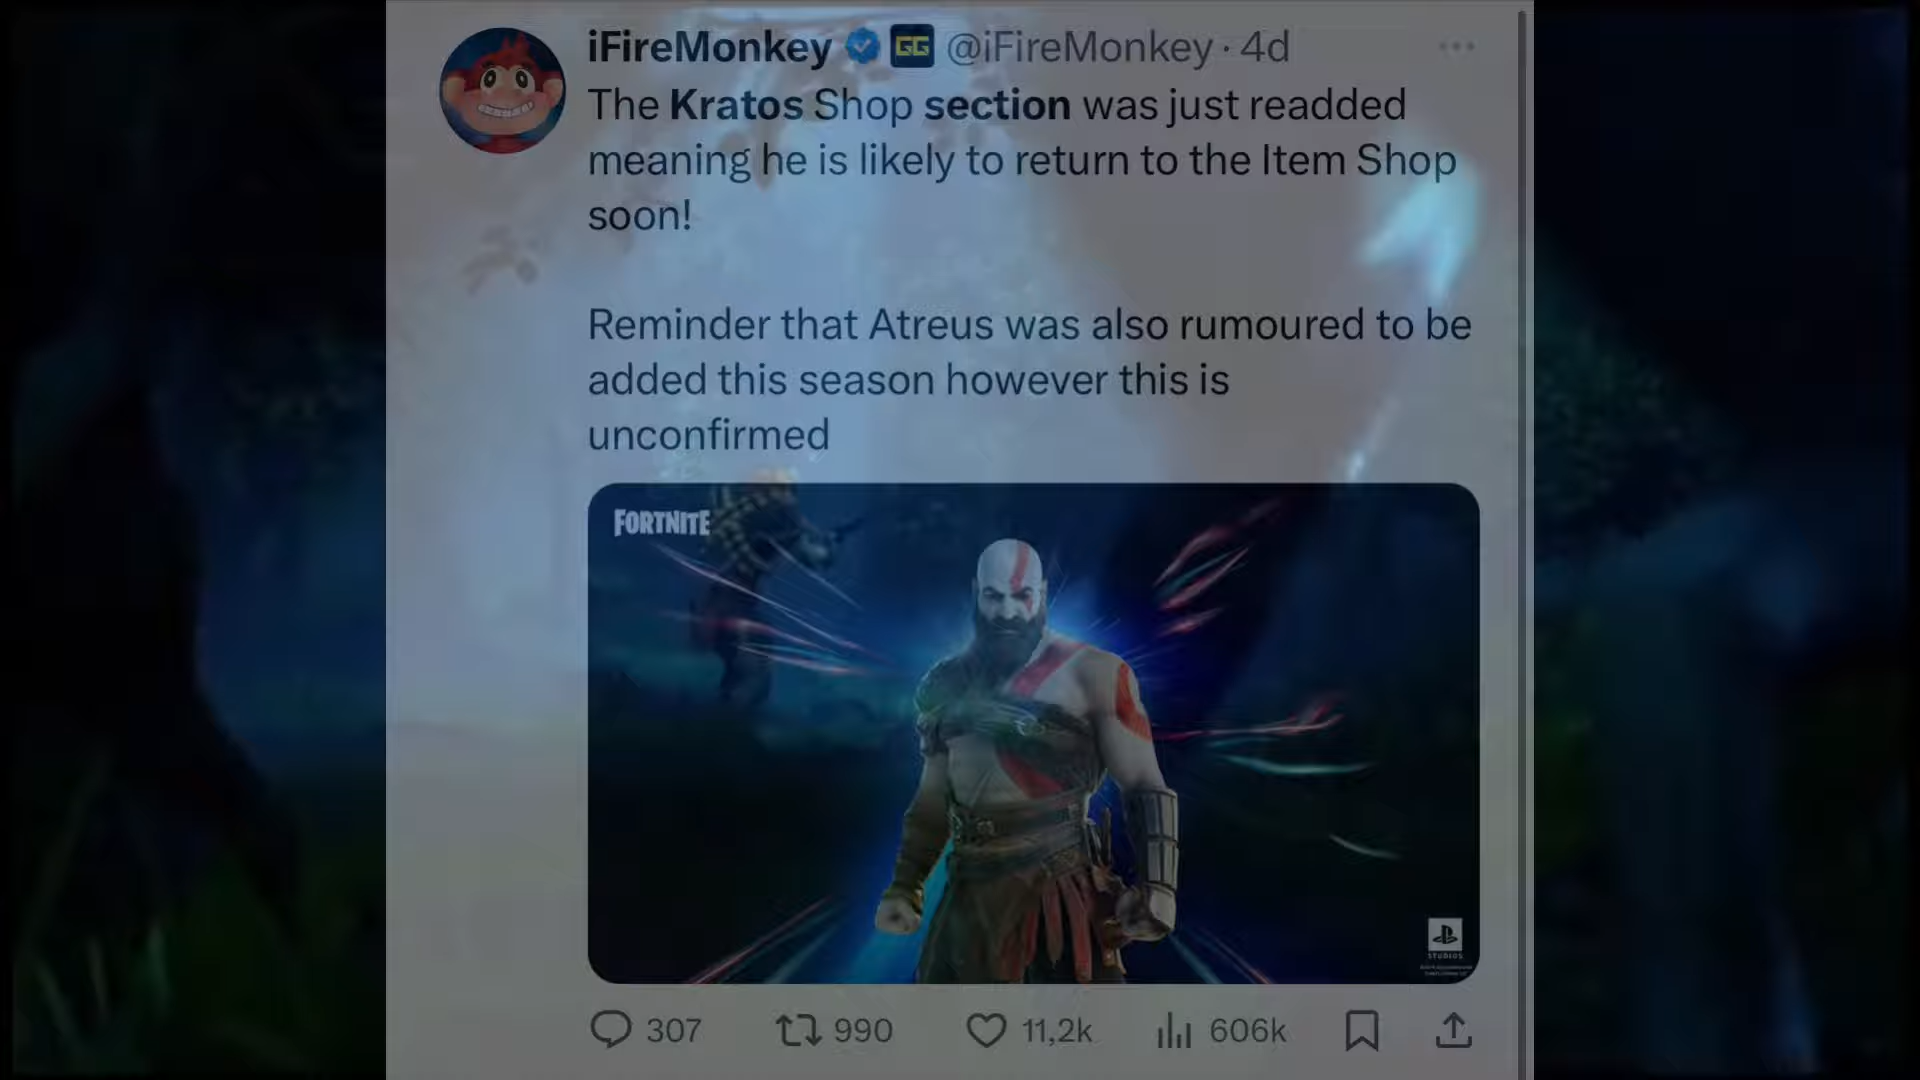 iFireMonkey GG @iFireMonkey · 4d
The Kratos Shop section was just readded
meaning he is likely to return to the Item Shop
soon!
Reminder that Atreus was also rumoured to be
added this season however this is
unconfirmed
FORTNITE
STUDIOS
307 990 11,2k 606k